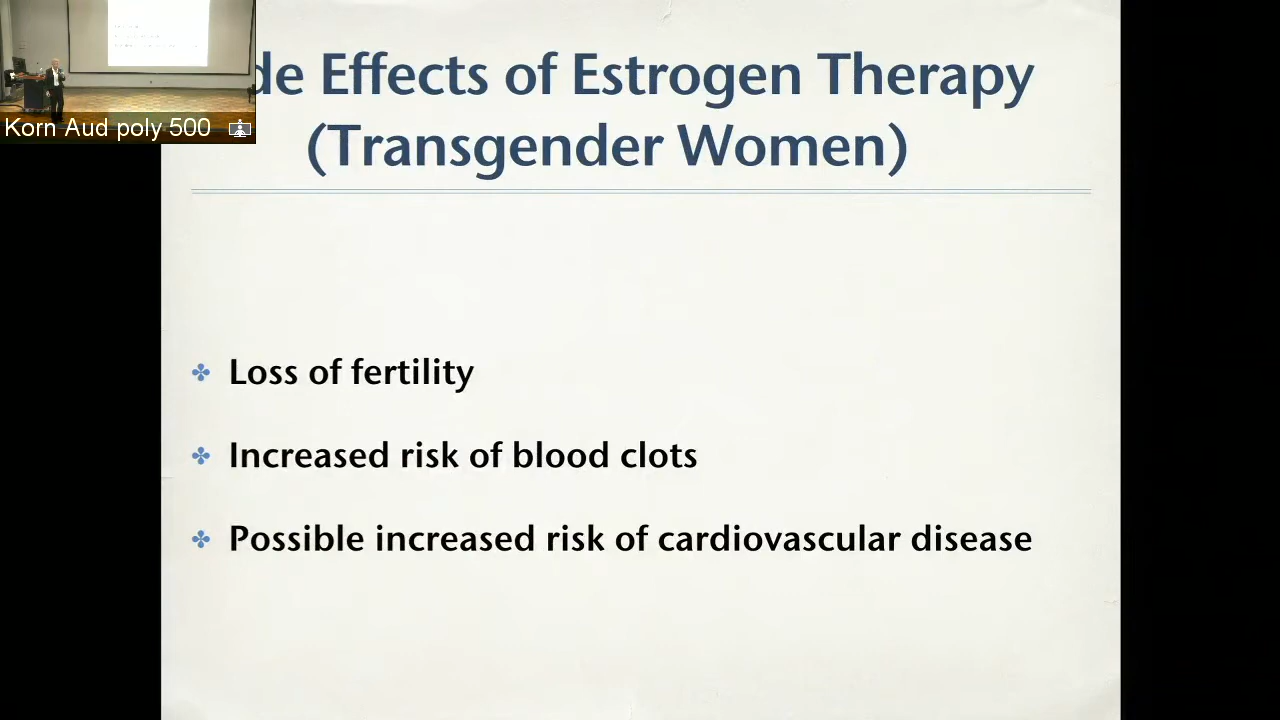 de Effects of Estrogen Therapy
(Transgender Women)
Korn Aud poly 500
Loss of fertility
Increased risk of blood clots
Possible increased risk of cardiovascular disease